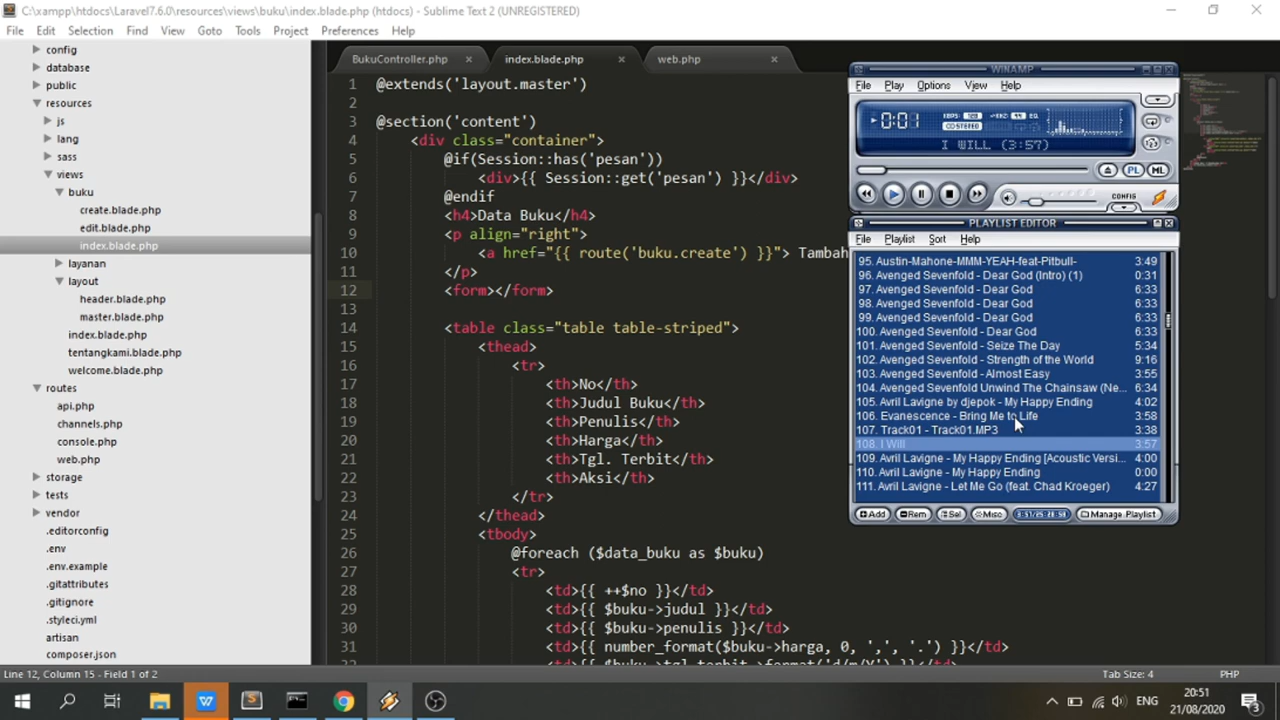 C:\xampp\htdocs\Laravel7.6.0\resources\views\buku\index.blade.php (htdocs) - Sublime Text 2 (UNREGISTERED)
File Edit Selection Find View Goto Tools Project Preferences Help
config
database
public
resources
js
lang
sass
views
buku
create.blade.php
edit.blade.php
index.blade.php
layanan
layout
header.blade.php
master.blade.php
index.blade.php
tentangkami.blade.php
welcome.blade.php
routes
api.php
channels.php
console.php
web.php
storage
tests
vendor
.editorconfig
.env
.env.example
.gitattributes
.gitignore
.styleci.yml
artisan
composer.json
BukuController.php × index.blade.php × web.php ×
1 @extends('layout.master')
2
3 @section('content')
4 <div class="container">
5 @if(Session::has('pesan'))
6 <div>{{ Session::get('pesan') }}</div>
7 @endif
8 <h4>Data Buku</h4>
9 <p align="right">
10 <a href="{{ route('buku.create') }}"> Tambah
11 </p>
12 <form></form>
13
14 <table class="table table-striped">
15 <thead>
16 <tr>
17 <th>No</th>
18 <th>Judul Buku</th>
19 <th>Penulis</th>
20 <th>Harga</th>
21 <th>Tgl. Terbit</th>
22 <th>Aksi</th>
23 </tr>
24 </thead>
25 <tbody>
26 @foreach ($data_buku as $buku)
27 <tr>
28 <td>{{ ++$no }}</td>
29 <td>{{ $buku->judul }}</td>
30 <td>{{ $buku->penulis }}</td>
31 <td>{{ number_format($buku->harga, 0, ',', '.') }}</td>
32 <td>{{ $buku->tgl_terbit->format('d/m/Y') }}</td>
WINAMP
File Play Options View Help
0:01
KBPS: KHZ: EQ
STEREO
I WILL (3:57)
PL ML
CONFIG
PLAYLIST EDITOR
File Playlist Sort Help
95. Austin-Mahone-MMM-YEAH-feat-Pitbull- 3:49
96. Avenged Sevenfold - Dear God (Intro) (1) 0:31
97. Avenged Sevenfold - Dear God 6:33
98. Avenged Sevenfold - Dear God 6:33
99. Avenged Sevenfold - Dear God 6:33
100. Avenged Sevenfold - Dear God 6:33
101. Avenged Sevenfold - Seize The Day 5:34
102. Avenged Sevenfold - Strength of the World 9:16
103. Avenged Sevenfold - Almost Easy 3:55
104. Avenged Sevenfold Unwind The Chainsaw (Ne... 6:34
105. Avril Lavigne by djepok - My Happy Ending 4:02
106. Evanescence - Bring Me to Life 3:58
107. Track01 - Track01.MP3 3:38
108. I Will 3:57
109. Avril Lavigne - My Happy Ending [Acoustic Versi... 4:00
110. Avril Lavigne - My Happy Ending 0:00
111. Avril Lavigne - Let Me Go (feat. Chad Kroeger) 4:27
Add Rem Sel Misc Manage Playlist
Line 12, Column 15 - Field 1 of 2
Tab Size: 4 PHP
ENG
20:51
21/08/2020
3